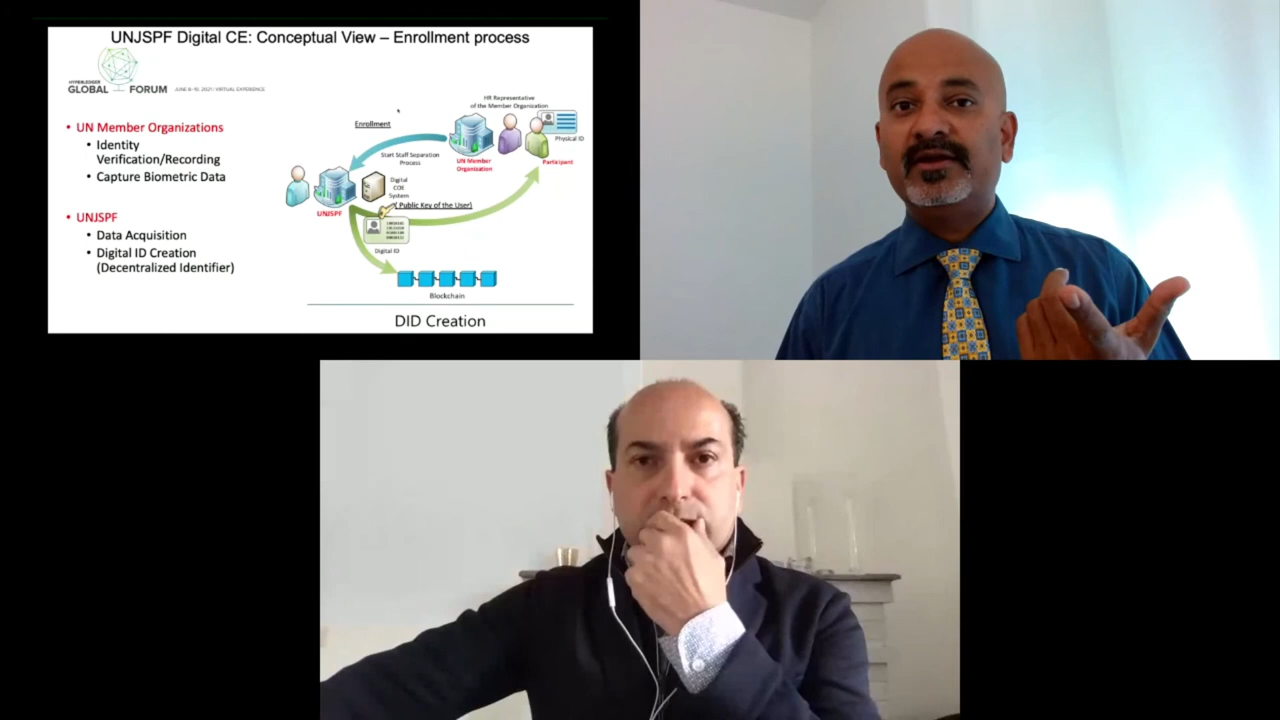 UNJSPF Digital CE: Conceptual View – Enrollment process
HYPERLEDGER
GLOBAL FORUM
JUNE 8-10, 2021: VIRTUAL EXPERIENCE
• UN Member Organizations
• Identity
Verification/Recording
• Capture Biometric Data
• UNJSPF
• Data Acquisition
• Digital ID Creation
(Decentralized Identifier)
HR Representative
of the Member Organization
Enrollment
Physical ID
Start Staff Separation
Process
UN Member
Organization
Participant
Digital
COE
System
UNJSPF
( Public Key of the User)
Digital ID
Blockchain
DID Creation